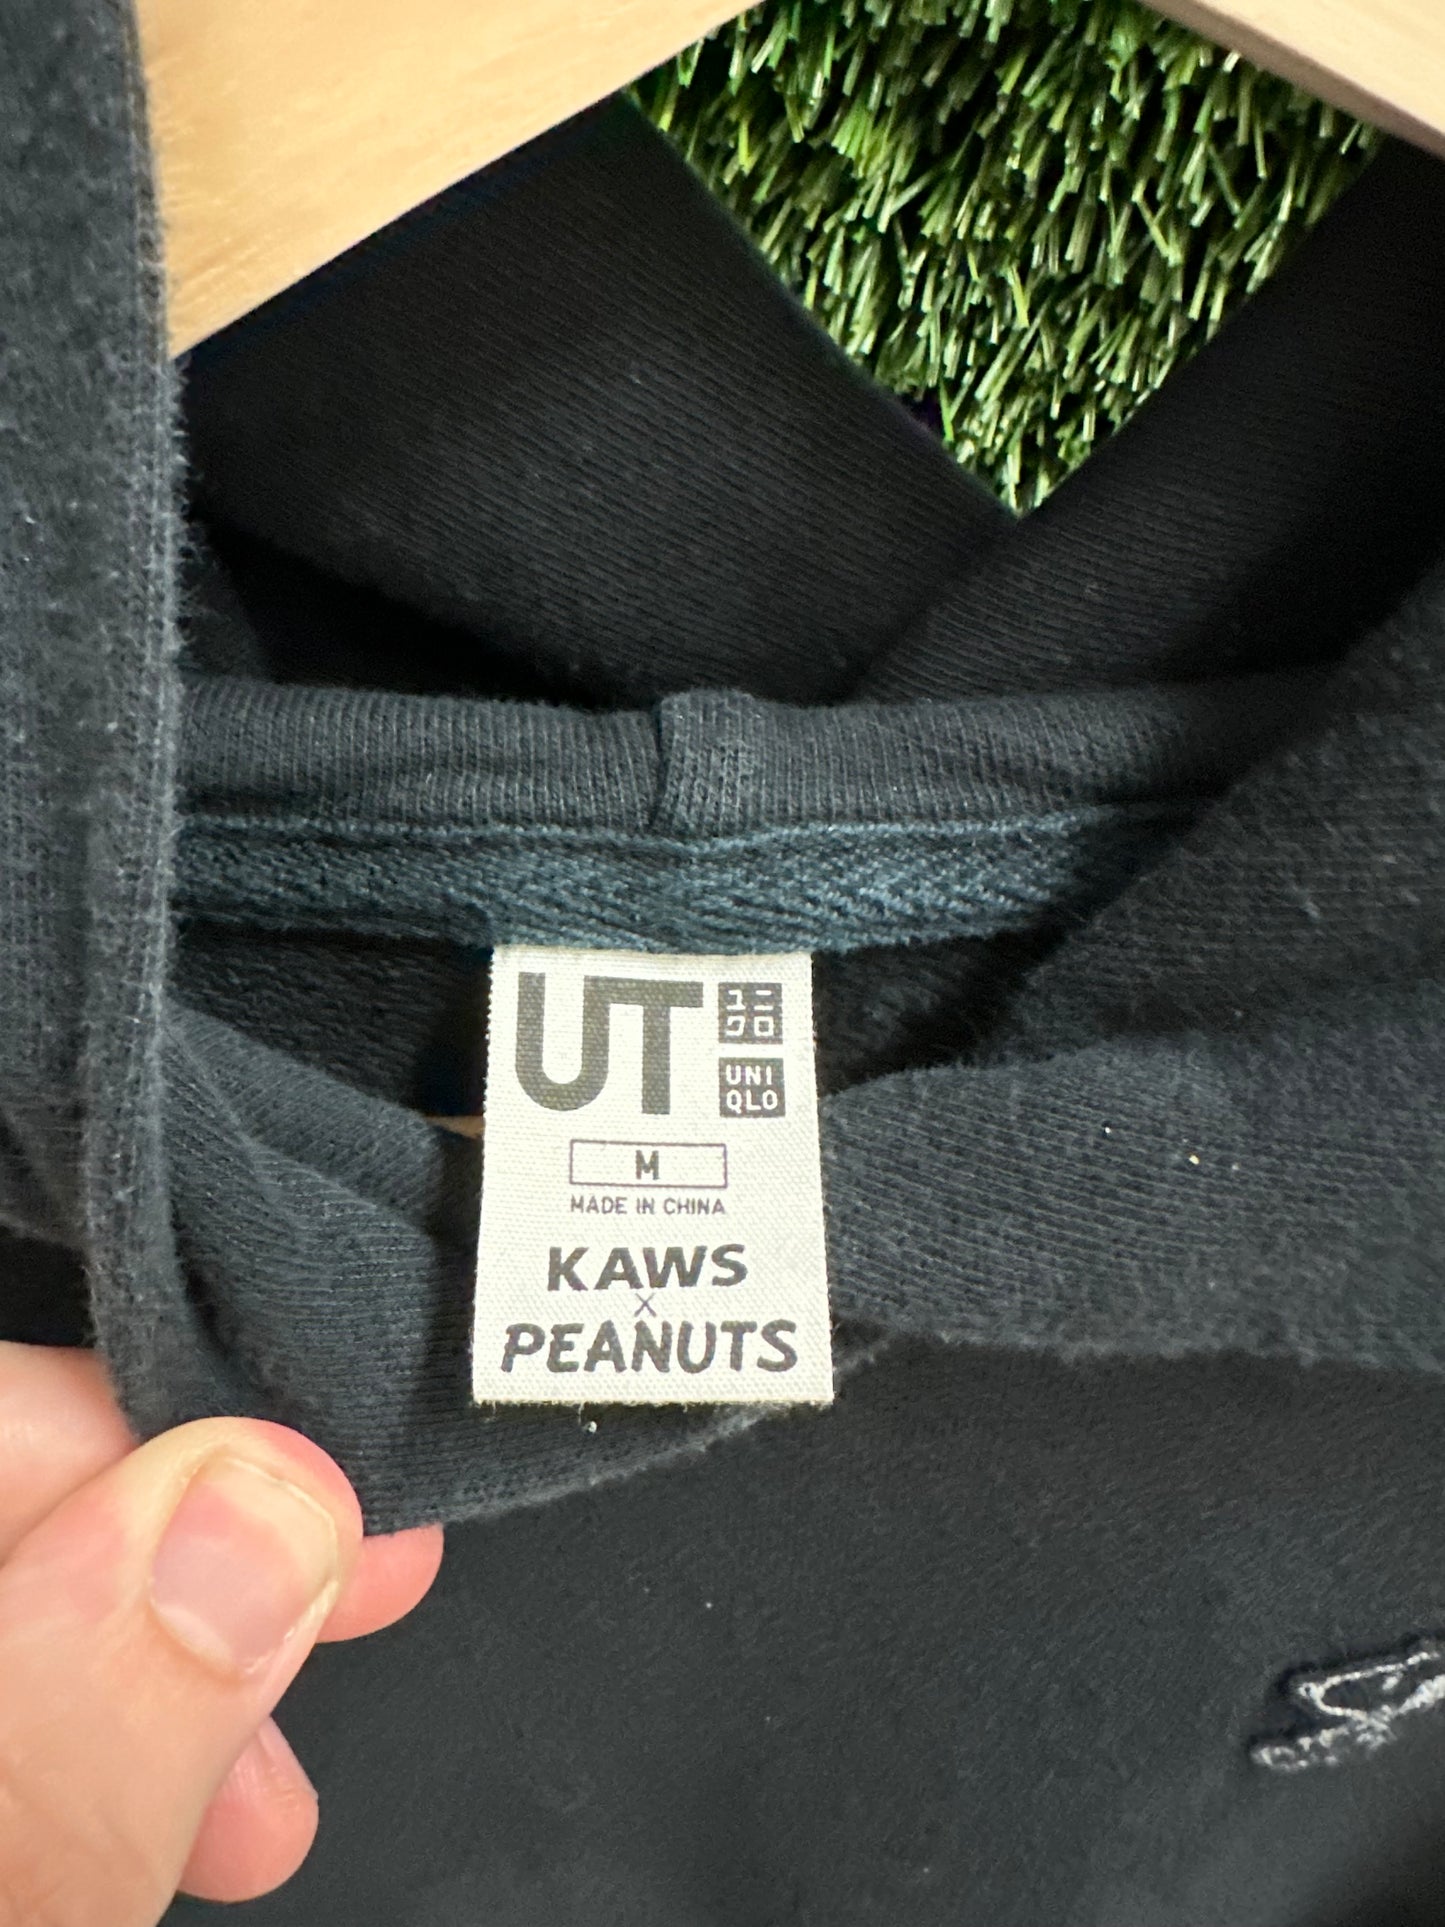 UT
ユニ
クロ
UNI
QLO
M
MADE IN CHINA
KAWS
X
PEANUTS